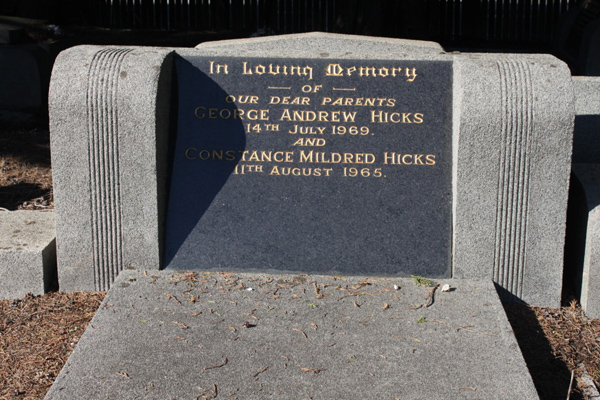 In Loving Memory
OF
OUR DEAR PARENTS
GEORGE ANDREW HICKS
14TH JULY 1969.
AND
CONSTANCE MILDRED HICKS
11TH AUGUST 1965.